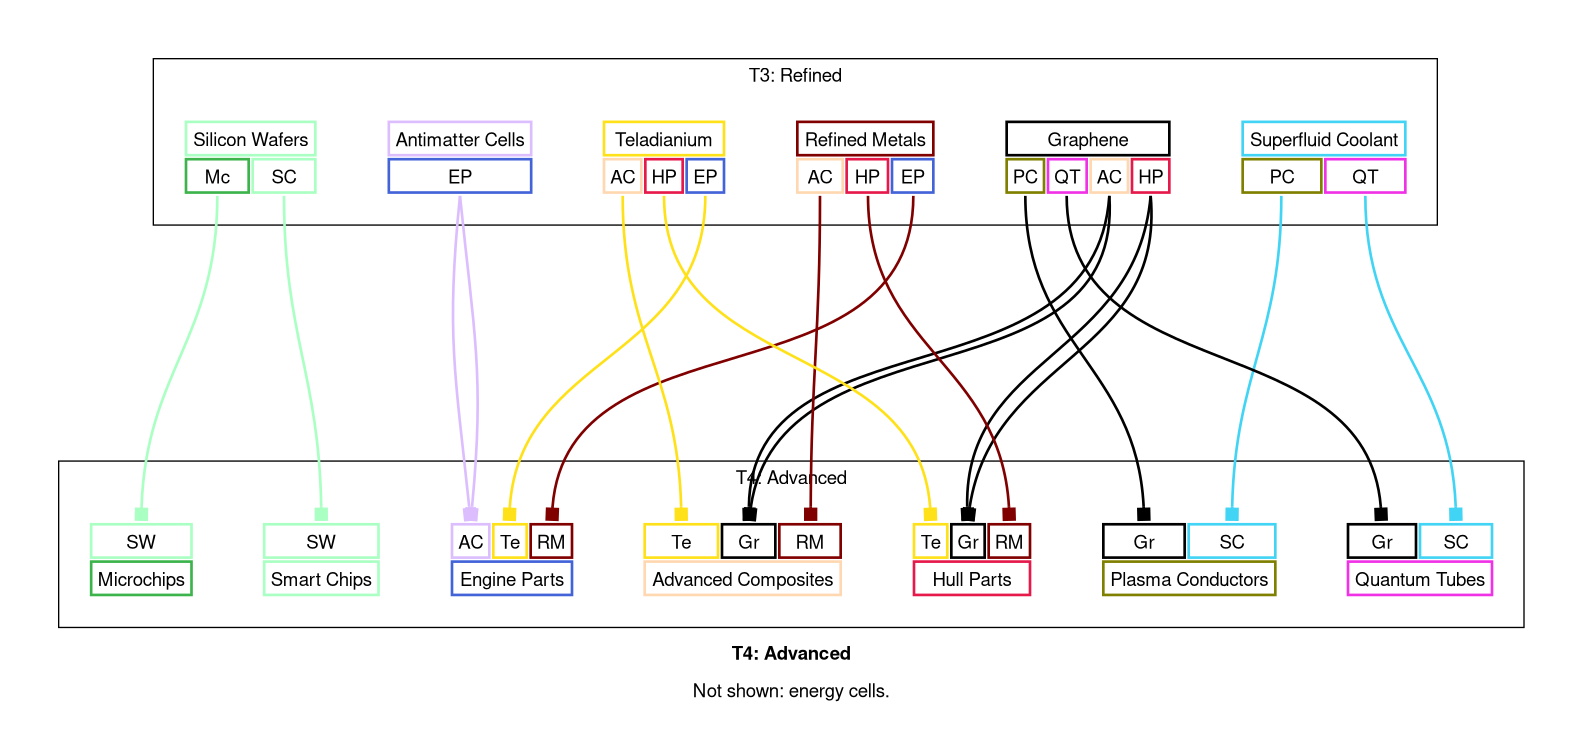 T3: Refined
Silicon Wafers Antimatter Cells Teladianium Refined Metals Graphene Superfluid Coolant
Mc SC EP AC HP EP AC HP EP PC QT AC HP PC QT
T4: Advanced
SW SW AC Te RM Te Gr RM Te Gr RM Gr SC Gr SC
Microchips Smart Chips Engine Parts Advanced Composites Hull Parts Plasma Conductors Quantum Tubes
T4: Advanced
Not shown: energy cells.